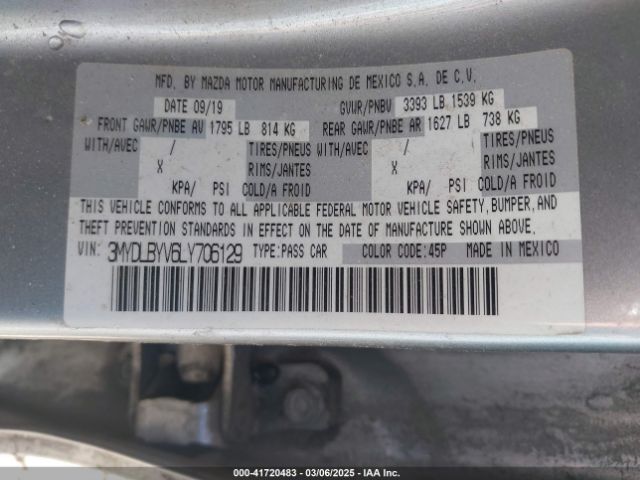 MFD. BY MAZDA MOTOR MANUFACTURING DE MEXICO S.A. DE C.V.
DATE 09/19 GVWR/PNBV 3393 LB 1539 KG
FRONT GAWR/PNBE AV 1795 LB 814 KG REAR GAWR/PNBE AR 1627 LB 738 KG
WITH/AVEC / TIRES/PNEUS WITH/AVEC / TIRES/PNEUS
X RIMS/JANTES X RIMS/JANTES
KPA/ PSI COLD/A FROID KPA/ PSI COLD/A FROID
THIS VEHICLE CONFORMS TO ALL APPLICABLE FEDERAL MOTOR VEHICLE SAFETY, BUMPER, AND
THEFT PREVENTION STANDARDS IN EFFECT ON THE DATE OF MANUFACTURE SHOWN ABOVE.
VIN: 3MYDLBYV6LY706129 TYPE:PASS CAR COLOR CODE:45P MADE IN MEXICO
000-41720483 — 03/06/2025 — IAA Inc.